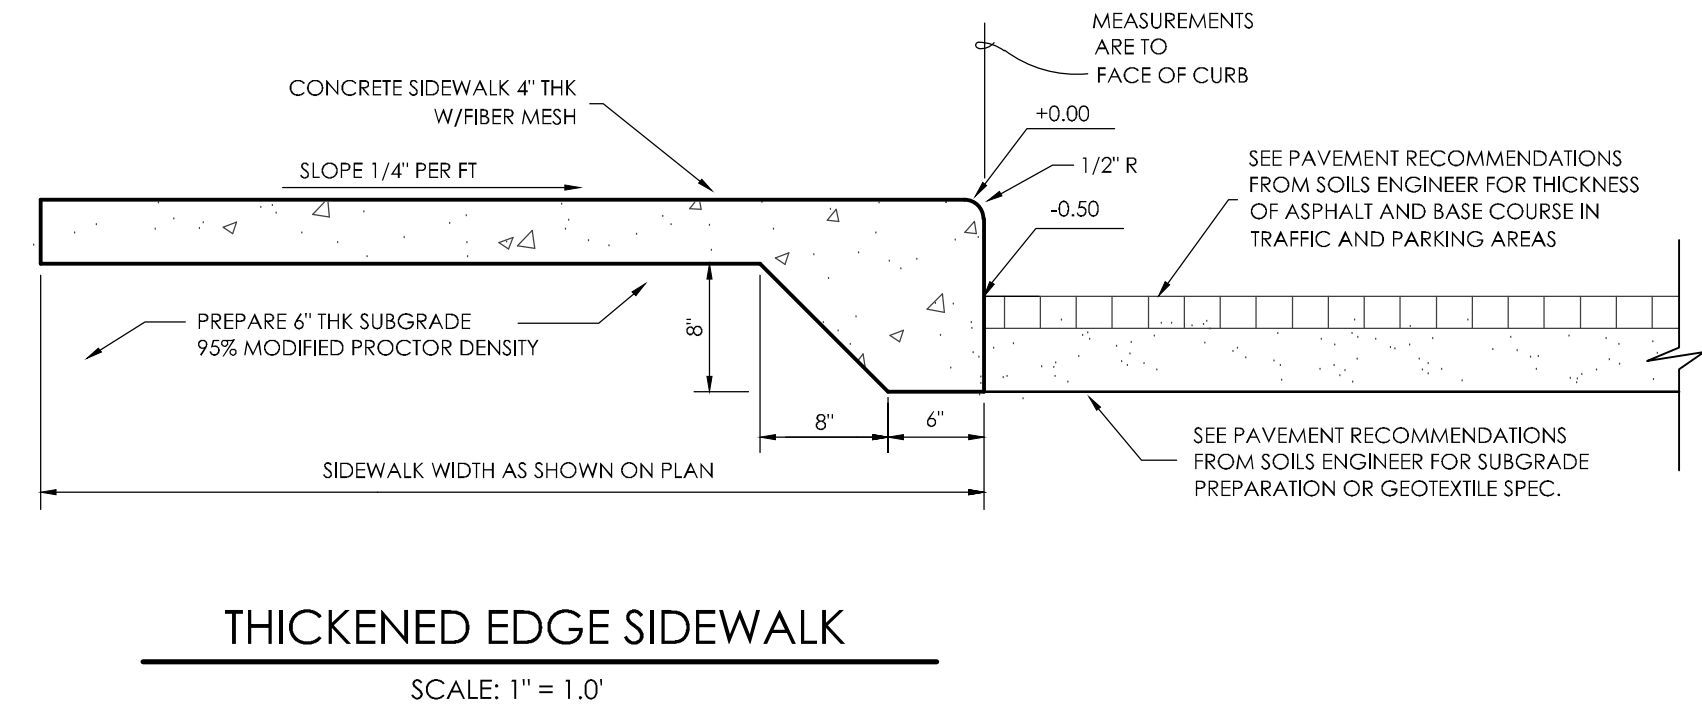 MEASUREMENTS
ARE TO
FACE OF CURB
CONCRETE SIDEWALK 4" THK
W/FIBER MESH
+0.00
SLOPE 1/4" PER FT
1/2" R
-0.50
SEE PAVEMENT RECOMMENDATIONS
FROM SOILS ENGINEER FOR THICKNESS
OF ASPHALT AND BASE COURSE IN
TRAFFIC AND PARKING AREAS
PREPARE 6" THK SUBGRADE
95% MODIFIED PROCTOR DENSITY
8"
8"
6"
SEE PAVEMENT RECOMMENDATIONS
FROM SOILS ENGINEER FOR SUBGRADE
PREPARATION OR GEOTEXTILE SPEC.
SIDEWALK WIDTH AS SHOWN ON PLAN
THICKENED EDGE SIDEWALK
SCALE: 1" = 1.0'